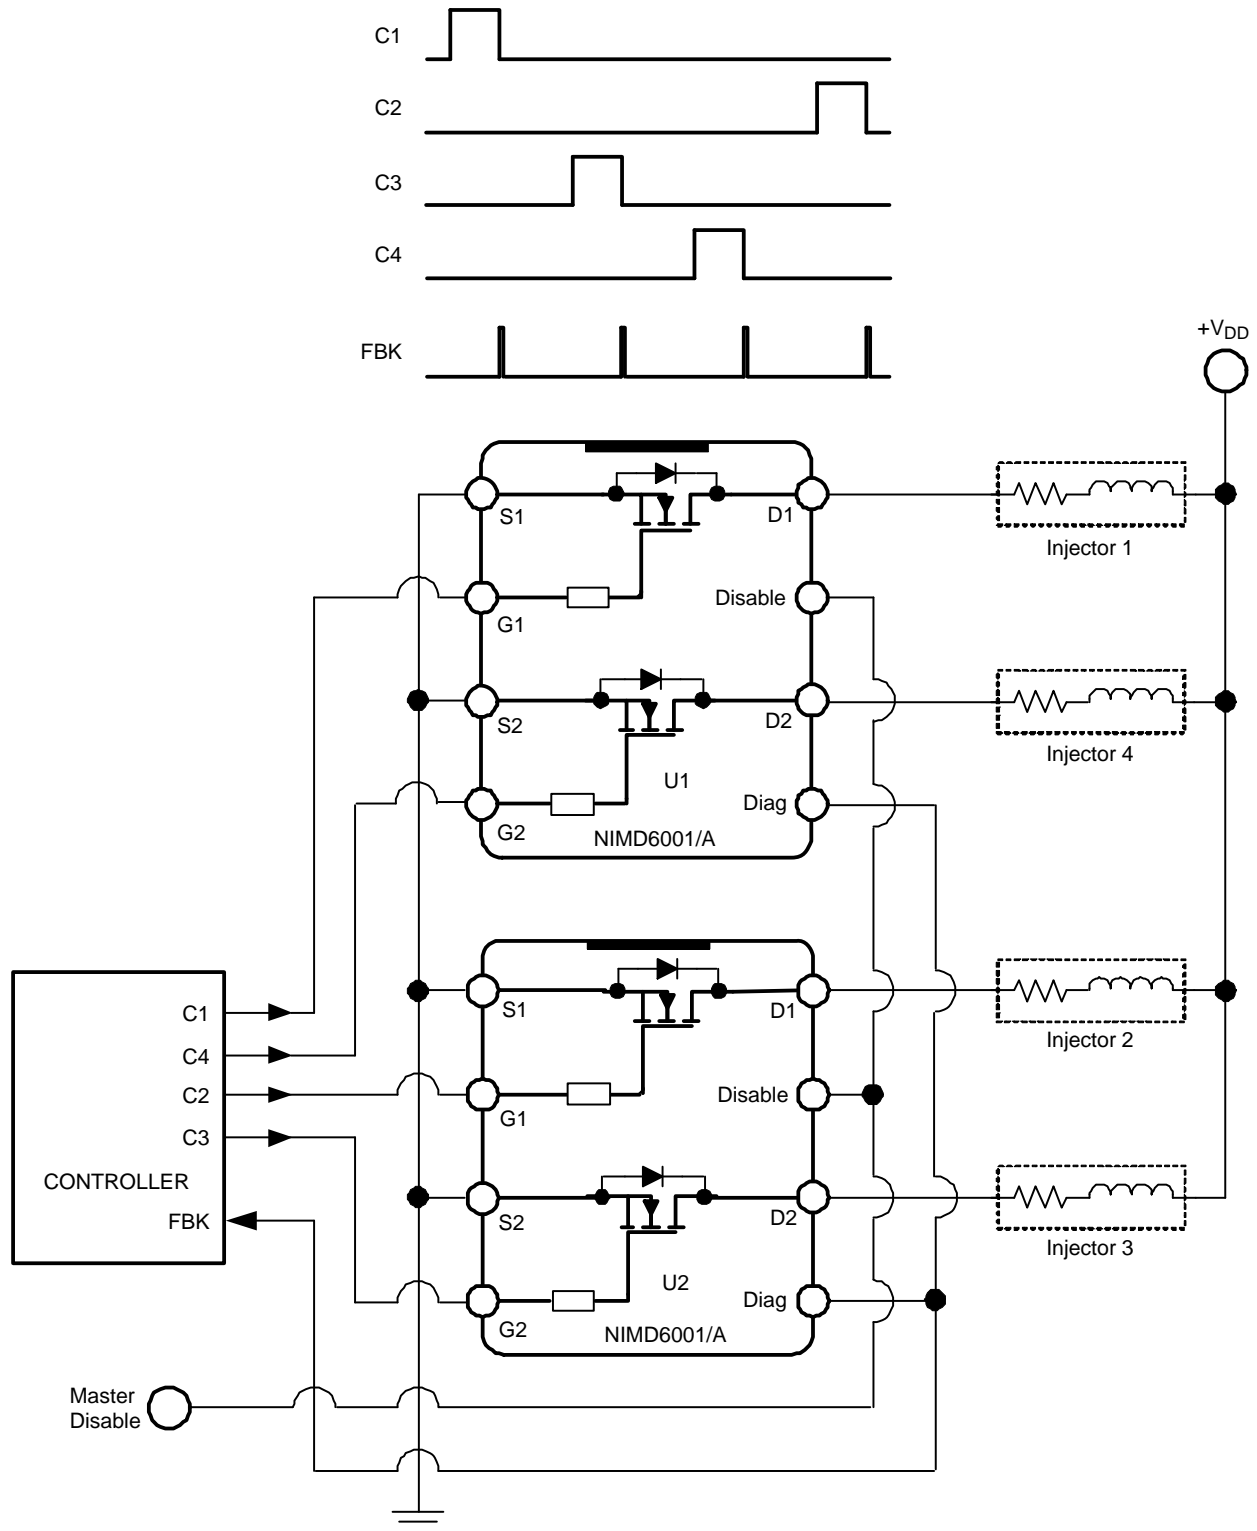 C1
C2
C3
C4
FBK
+VDD
S1
D1
Injector 1
G1
Disable
S2
D2
Injector 4
U1
G2
Diag
NIMD6001/A
S1
D1
Injector 2
C1
C4
C2
C3
CONTROLLER
FBK
G1
Disable
S2
D2
Injector 3
U2
G2
Diag
NIMD6001/A
Master
Disable